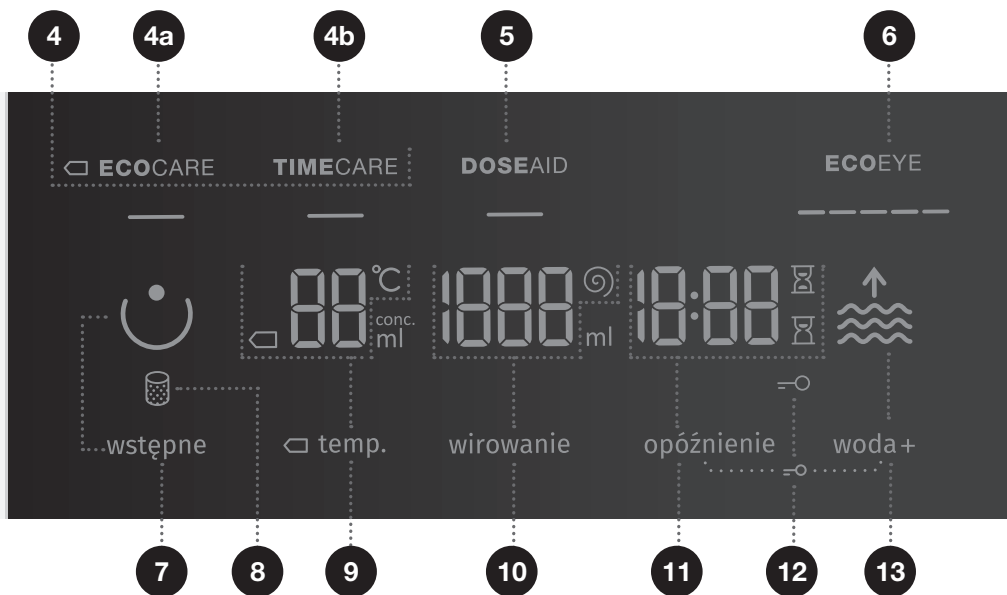 4 4a 4b 5 6
ECOCARE TIMECARE DOSEAID ECOEYE
88 °C 1888 18:88
conc.
ml ml
wstępne temp. wirowanie opóźnienie woda+
7 8 9 10 11 12 13